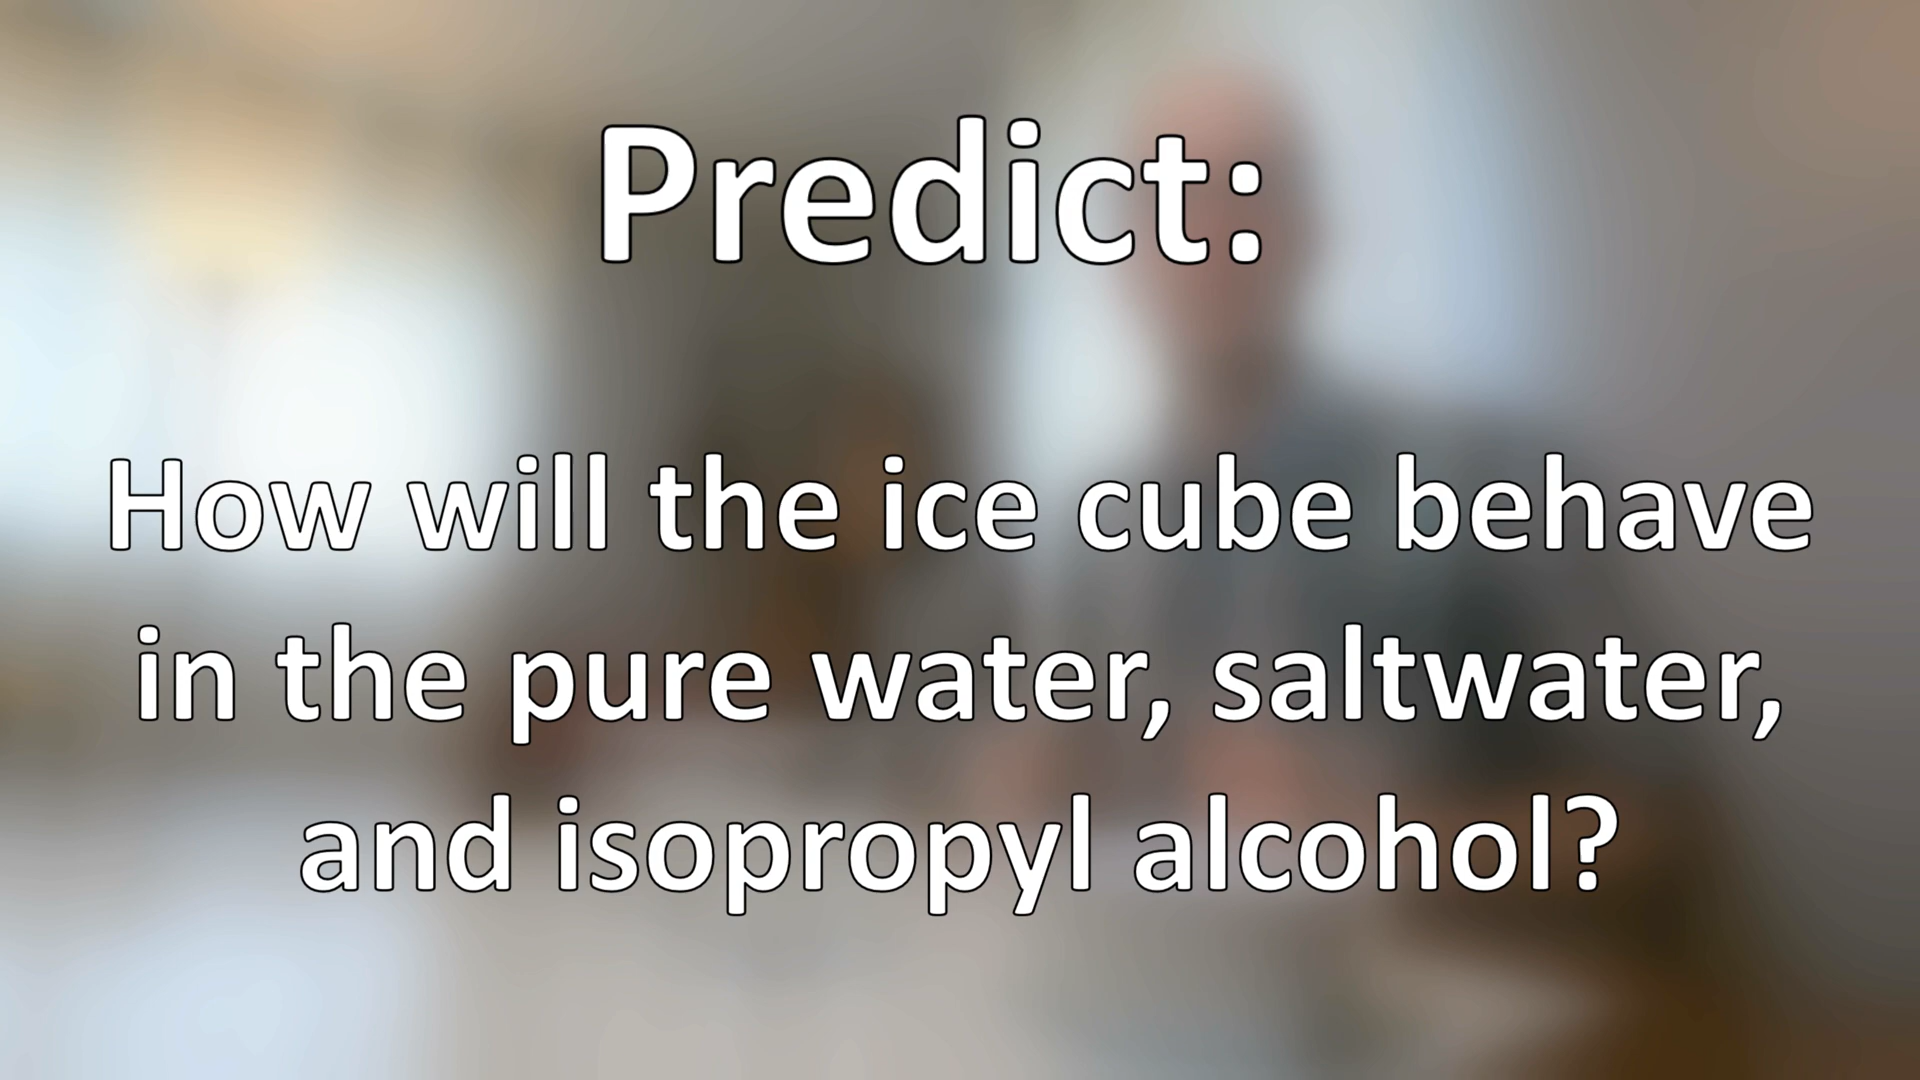 Predict:
How will the ice cube behave
in the pure water, saltwater,
and isopropyl alcohol?